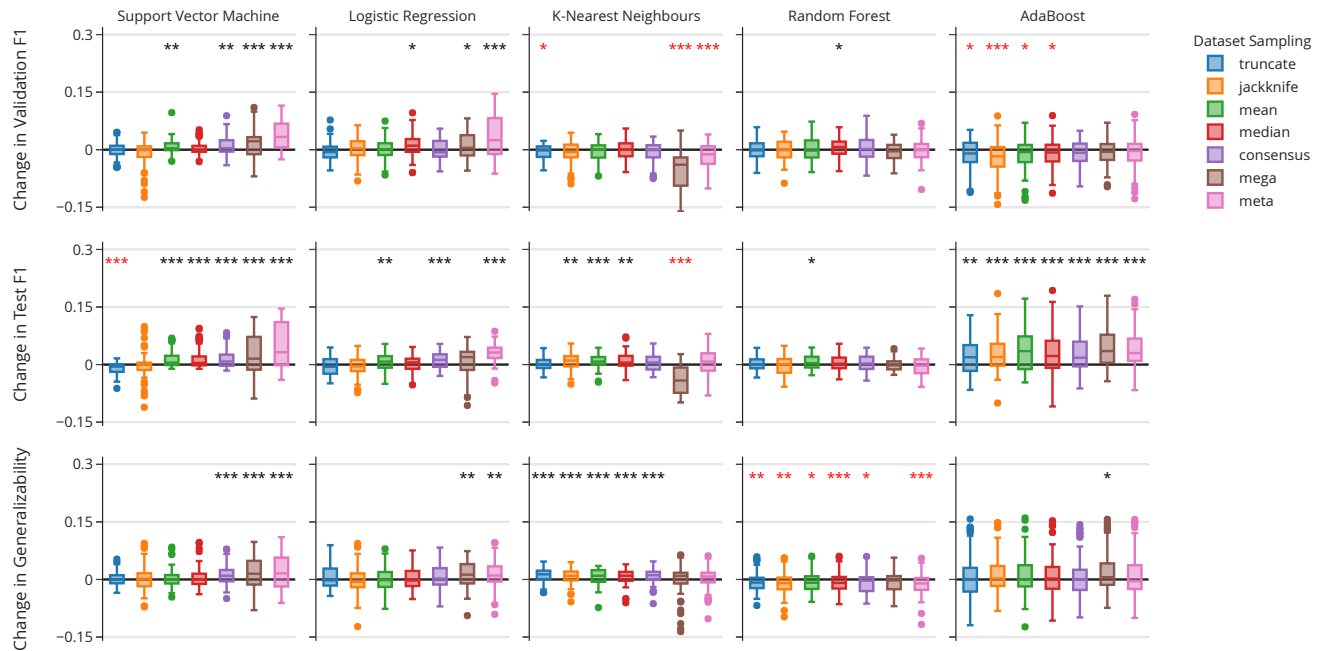 Support Vector Machine
Logistic Regression
K-Nearest Neighbours
Random Forest
AdaBoost
Change in Validation F1
0.3
0.15
0
−0.15
** ** *** ***
* * ***
* *** ***
*
* *** * *
Dataset Sampling
truncate
jackknife
mean
median
consensus
mega
meta
Change in Test F1
0.3
0.15
0
−0.15
*** *** *** *** *** ***
** *** ***
** *** ** ***
*
** *** *** *** *** *** ***
Change in Generalizability
0.3
0.15
0
−0.15
*** *** ***
** **
*** *** *** *** ***
** ** * *** * ***
*